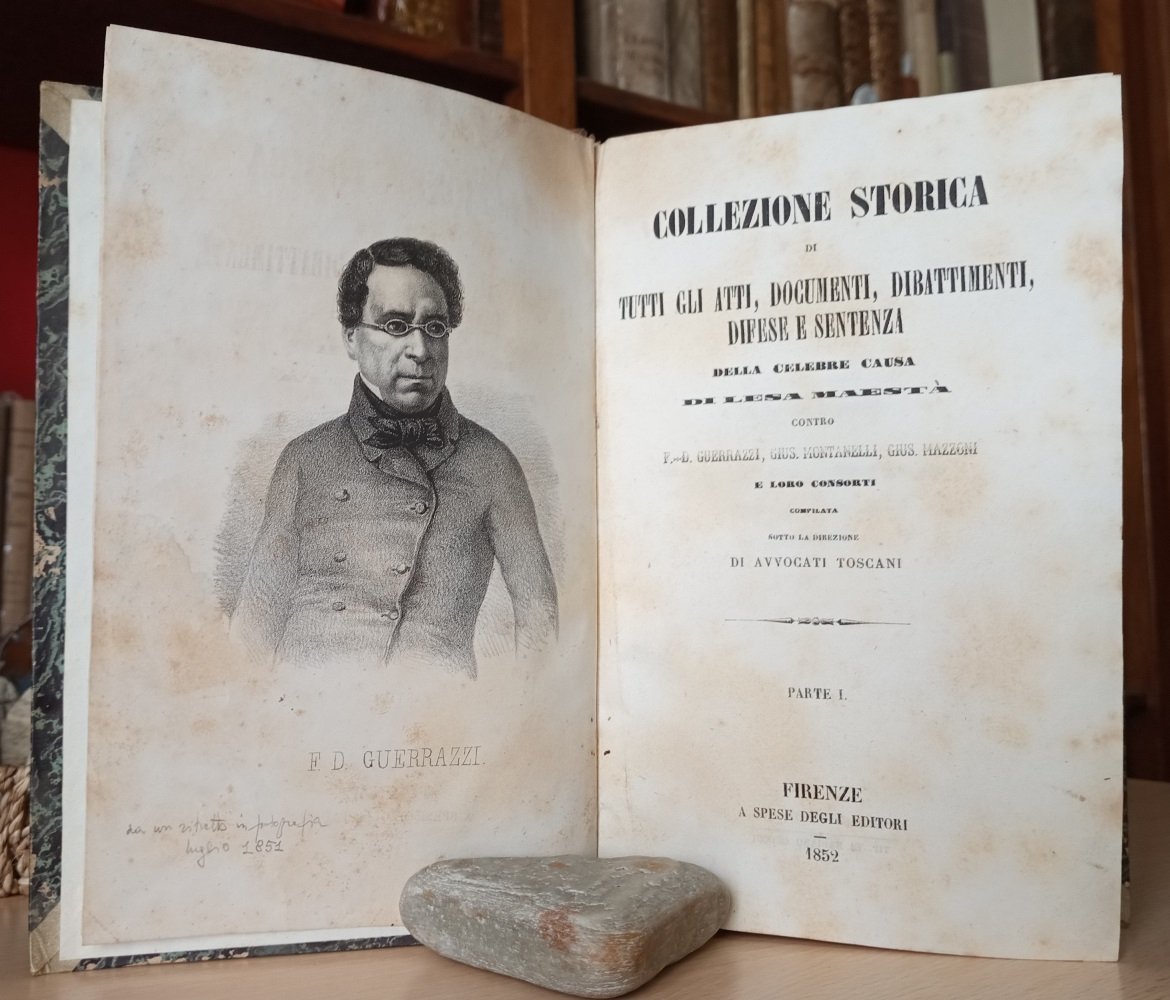 F. D. GUERRAZZI.
da un ritratto in fotografia
luglio 1851
COLLEZIONE STORICA
DI
TUTTI GLI ATTI, DOCUMENTI, DIBATTIMENTI,
DIFESE E SENTENZA
DELLA CELEBRE CAUSA
DI LESA MAESTÀ
CONTRO
F.-D. GUERRAZZI, GIUS. MONTANELLI, GIUS. MAZZONI
E LORO CONSORTI
COMPILATA
SOTTO LA DIREZIONE
DI AVVOCATI TOSCANI
PARTE I.
FIRENZE
A SPESE DEGLI EDITORI
1852